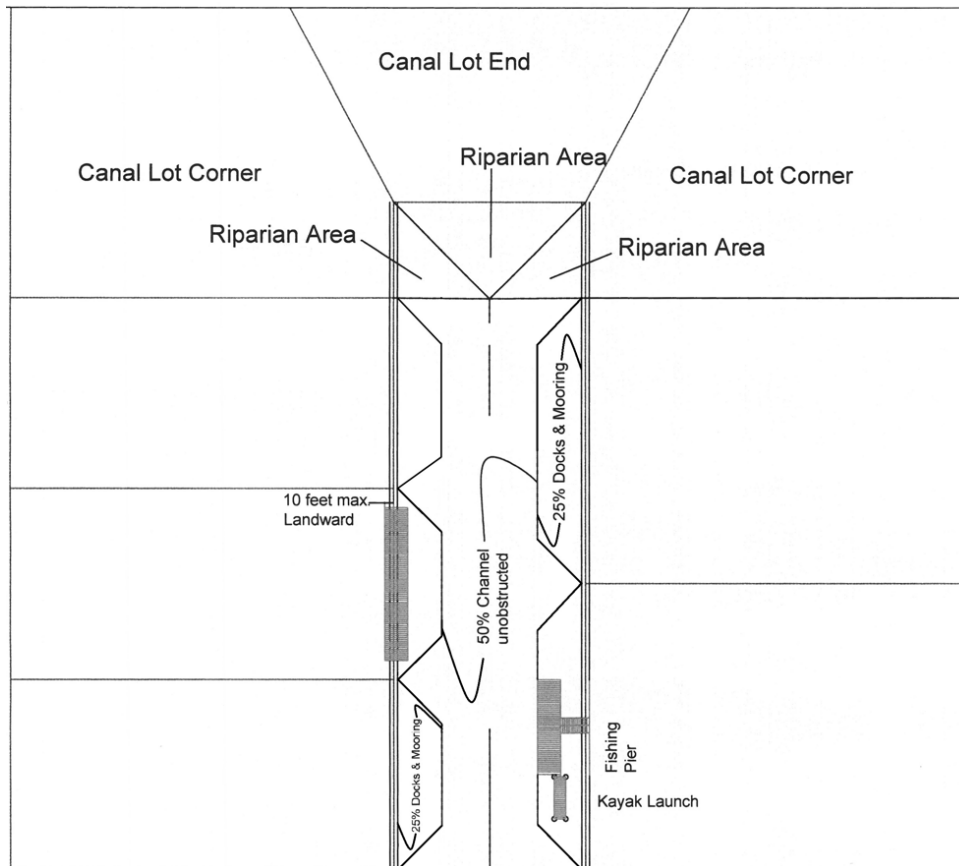 Canal Lot End
Riparian Area
Canal Lot Corner
Canal Lot Corner
Riparian Area
Riparian Area
25% Docks & Mooring
10 feet max.
Landward
50% Channel
unobstructed
25% Docks & Mooring
Fishing
Pier
Kayak Launch